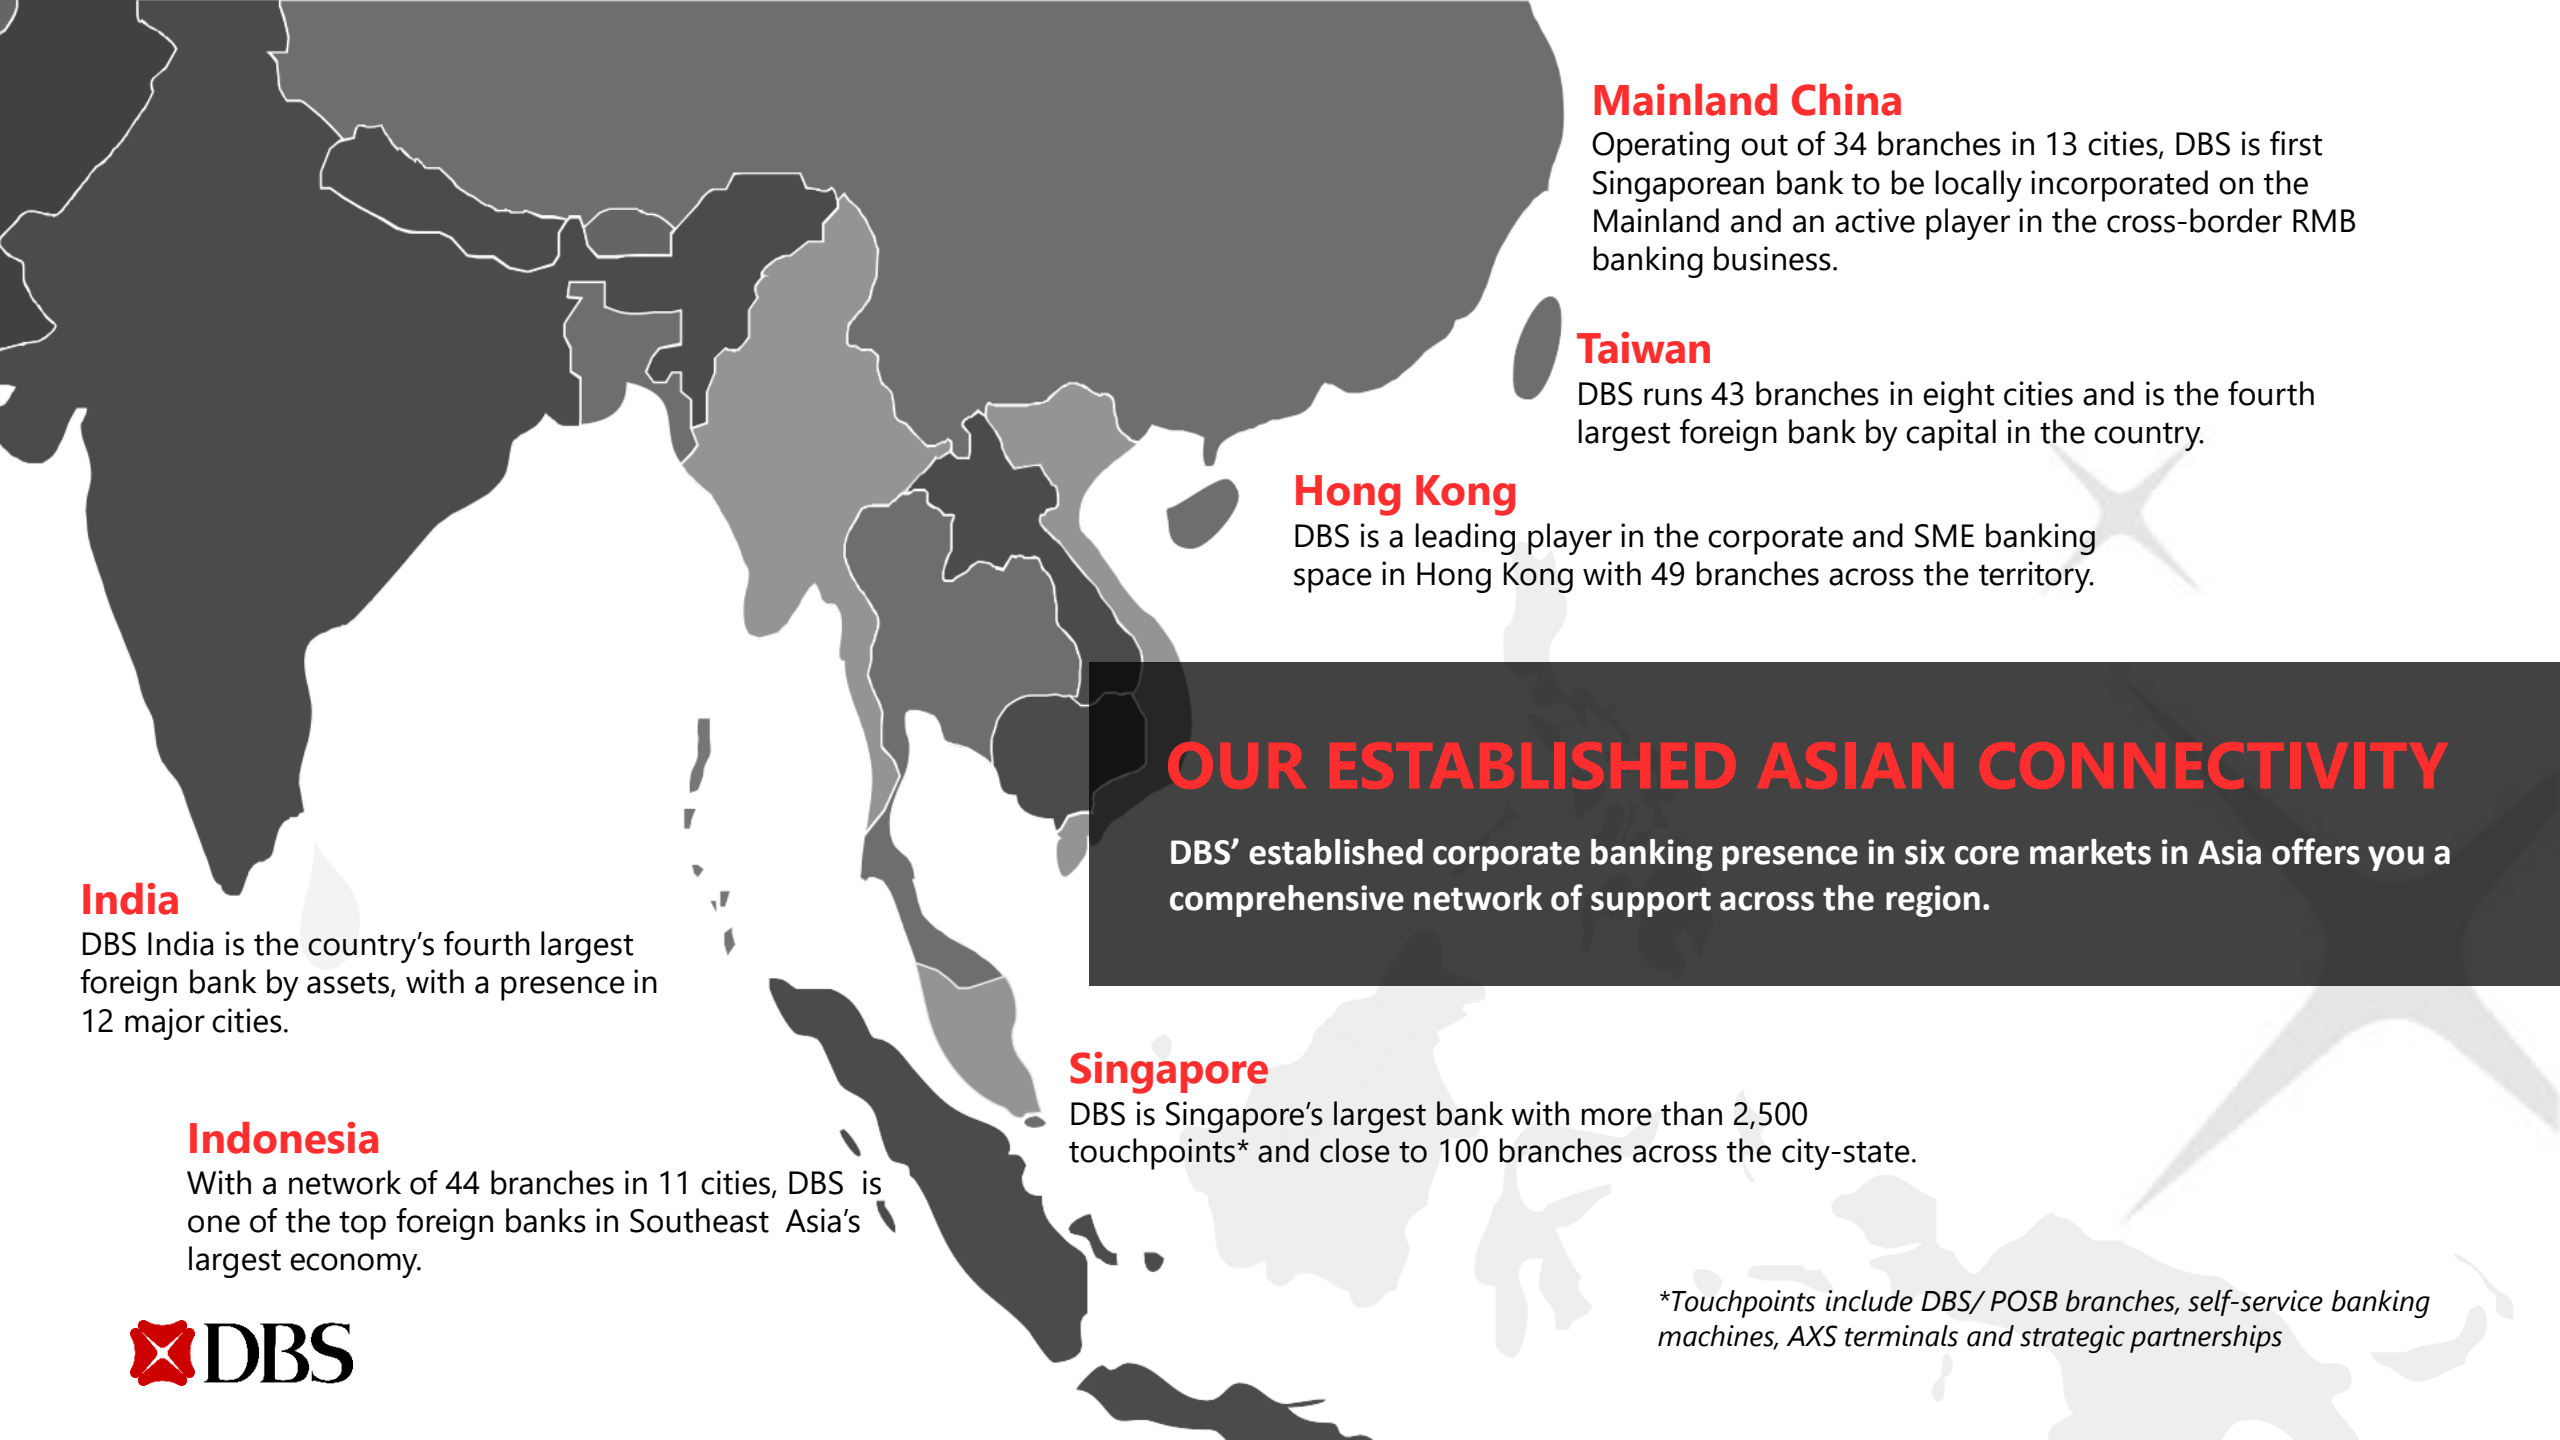 Mainland China
Operating out of 34 branches in 13 cities, DBS is first
Singaporean bank to be locally incorporated on the
Mainland and an active player in the cross-border RMB
banking business.
Taiwan
DBS runs 43 branches in eight cities and is the fourth
largest foreign bank by capital in the country.
Hong Kong
DBS is a leading player in the corporate and SME banking
space in Hong Kong with 49 branches across the territory.
OUR ESTABLISHED ASIAN CONNECTIVITY
DBS’ established corporate banking presence in six core markets in Asia offers you a
comprehensive network of support across the region.
India
DBS India is the country’s fourth largest
foreign bank by assets, with a presence in
12 major cities.
Singapore
DBS is Singapore’s largest bank with more than 2,500
touchpoints* and close to 100 branches across the city-state.
Indonesia
With a network of 44 branches in 11 cities, DBS  is
one of the top foreign banks in Southeast  Asia’s
largest economy.
*Touchpoints include DBS/ POSB branches, self-service banking
machines, AXS terminals and strategic partnerships
DBS